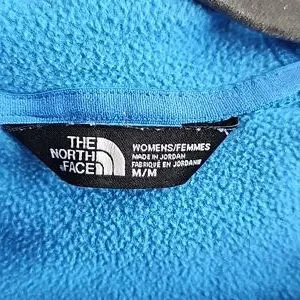 THE
NORTH
FACE
WOMENS/FEMMES
MADE IN JORDAN
FABRIQUÉ EN JORDANIE
M/M